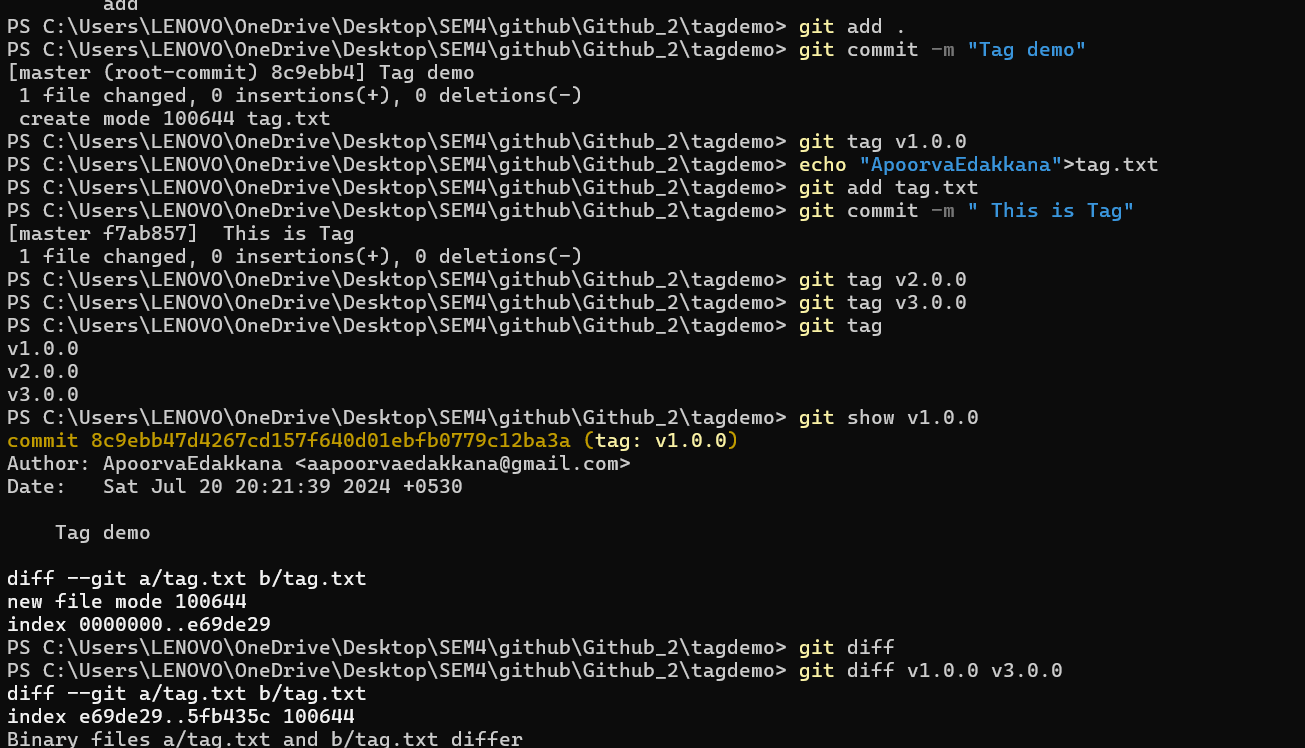 add
PS C:\Users\LENOVO\OneDrive\Desktop\SEM4\github\Github_2\tagdemo> git add .
PS C:\Users\LENOVO\OneDrive\Desktop\SEM4\github\Github_2\tagdemo> git commit -m "Tag demo"
[master (root-commit) 8c9ebb4] Tag demo
 1 file changed, 0 insertions(+), 0 deletions(-)
 create mode 100644 tag.txt
PS C:\Users\LENOVO\OneDrive\Desktop\SEM4\github\Github_2\tagdemo> git tag v1.0.0
PS C:\Users\LENOVO\OneDrive\Desktop\SEM4\github\Github_2\tagdemo> echo "ApoorvaEdakkana">tag.txt
PS C:\Users\LENOVO\OneDrive\Desktop\SEM4\github\Github_2\tagdemo> git add tag.txt
PS C:\Users\LENOVO\OneDrive\Desktop\SEM4\github\Github_2\tagdemo> git commit -m " This is Tag"
[master f7ab857]  This is Tag
 1 file changed, 0 insertions(+), 0 deletions(-)
PS C:\Users\LENOVO\OneDrive\Desktop\SEM4\github\Github_2\tagdemo> git tag v2.0.0
PS C:\Users\LENOVO\OneDrive\Desktop\SEM4\github\Github_2\tagdemo> git tag v3.0.0
PS C:\Users\LENOVO\OneDrive\Desktop\SEM4\github\Github_2\tagdemo> git tag
v1.0.0
v2.0.0
v3.0.0
PS C:\Users\LENOVO\OneDrive\Desktop\SEM4\github\Github_2\tagdemo> git show v1.0.0
commit 8c9ebb47d4267cd157f640d01ebfb0779c12ba3a (tag: v1.0.0)
Author: ApoorvaEdakkana <aapoorvaedakkana@gmail.com>
Date:   Sat Jul 20 20:21:39 2024 +0530
    Tag demo
diff --git a/tag.txt b/tag.txt
new file mode 100644
index 0000000..e69de29
PS C:\Users\LENOVO\OneDrive\Desktop\SEM4\github\Github_2\tagdemo> git diff
PS C:\Users\LENOVO\OneDrive\Desktop\SEM4\github\Github_2\tagdemo> git diff v1.0.0 v3.0.0
diff --git a/tag.txt b/tag.txt
index e69de29..5fb435c 100644
Binary files a/tag.txt and b/tag.txt differ